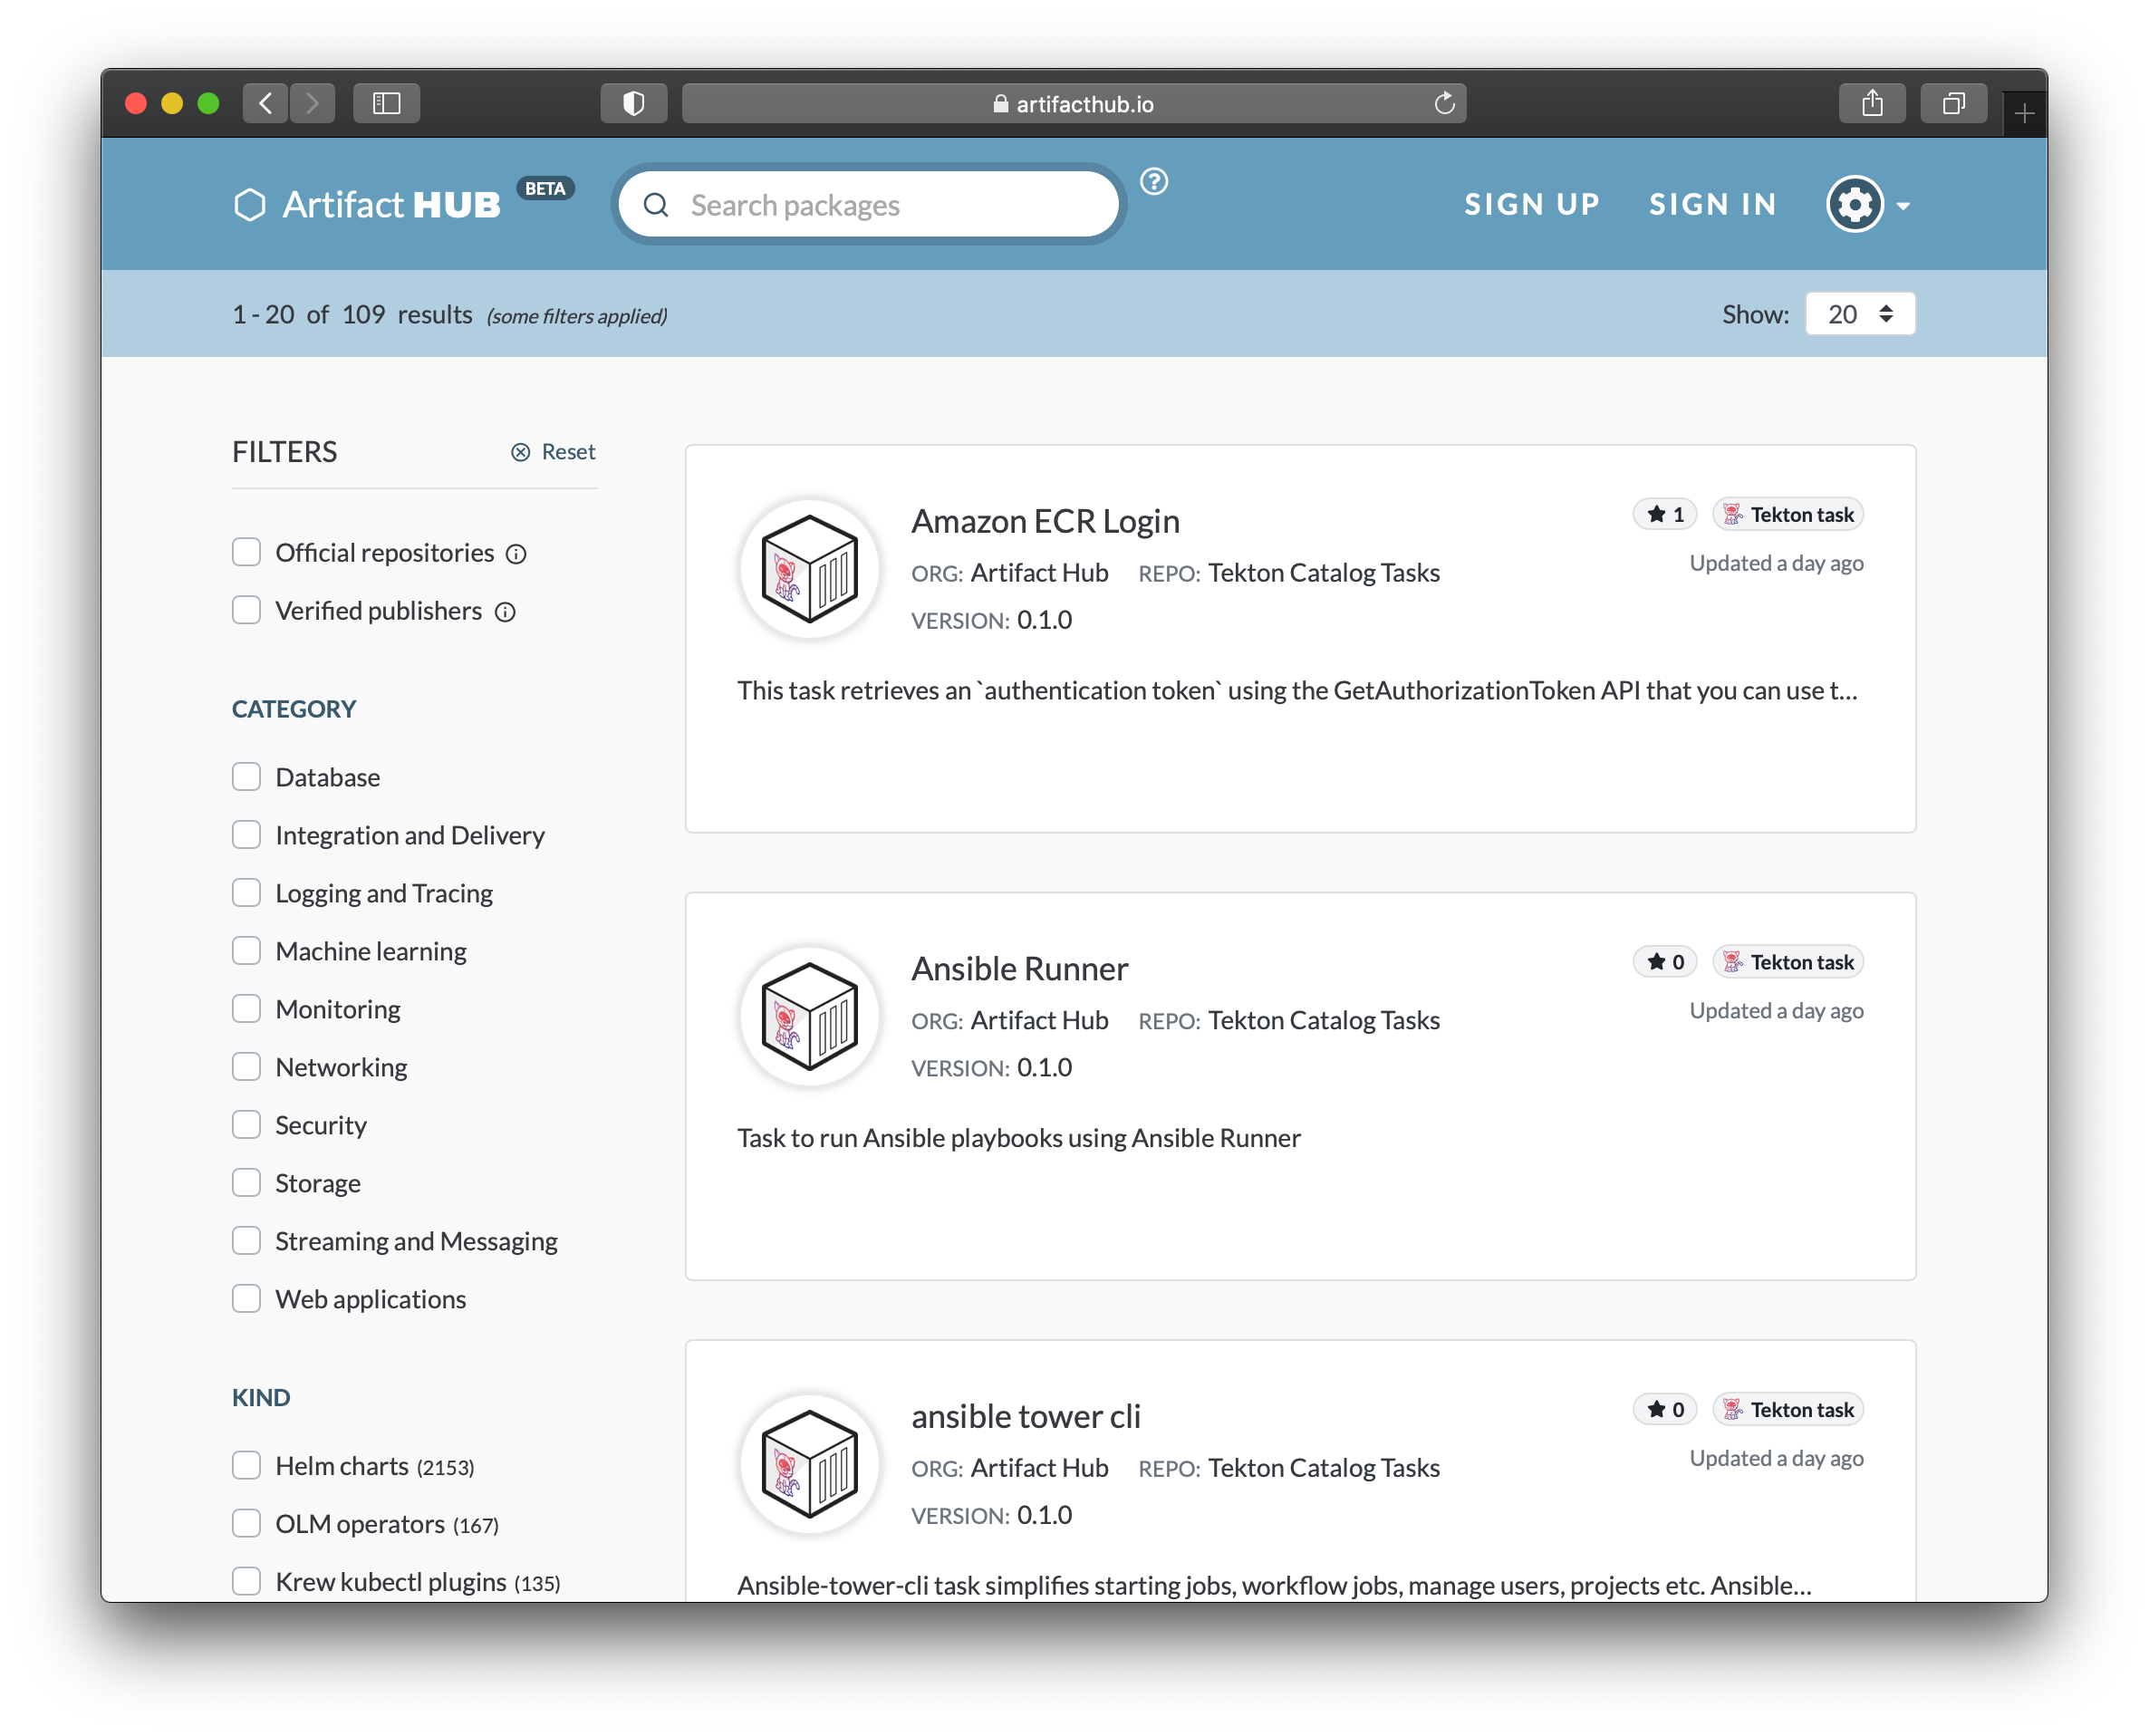 artifacthub.io
Artifact HUB BETA
Search packages
SIGN UP SIGN IN
1 - 20 of 109 results (some filters applied)
Show: 20
FILTERS Reset
Official repositories
Verified publishers
CATEGORY
Database
Integration and Delivery
Logging and Tracing
Machine learning
Monitoring
Networking
Security
Storage
Streaming and Messaging
Web applications
KIND
Helm charts (2153)
OLM operators (167)
Krew kubectl plugins (135)
Amazon ECR Login
1 Tekton task
ORG: Artifact Hub REPO: Tekton Catalog Tasks
Updated a day ago
VERSION: 0.1.0
This task retrieves an `authentication token` using the GetAuthorizationToken API that you can use t...
Ansible Runner
0 Tekton task
ORG: Artifact Hub REPO: Tekton Catalog Tasks
Updated a day ago
VERSION: 0.1.0
Task to run Ansible playbooks using Ansible Runner
ansible tower cli
0 Tekton task
ORG: Artifact Hub REPO: Tekton Catalog Tasks
Updated a day ago
VERSION: 0.1.0
Ansible-tower-cli task simplifies starting jobs, workflow jobs, manage users, projects etc. Ansible...